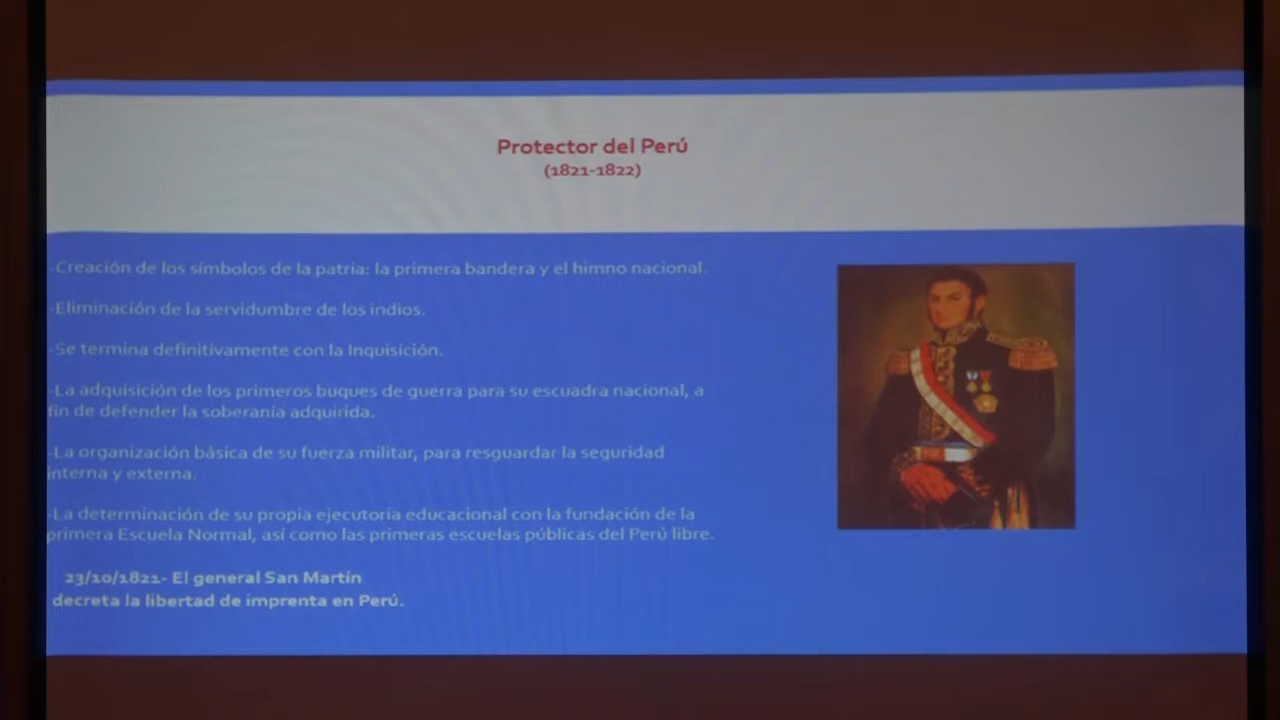 Protector del Perú
(1821-1822)
-Creación de los símbolos de la patria: la primera bandera y el himno nacional.
-Eliminación de la servidumbre de los indios.
-Se termina definitivamente con la Inquisición.
-La adquisición de los primeros buques de guerra para su escuadra nacional, a
fin de defender la soberanía adquirida.
-La organización básica de su fuerza militar, para resguardar la seguridad
interna y externa.
-La determinación de su propia ejecutoria educacional con la fundación de la
primera Escuela Normal, así como las primeras escuelas públicas del Perú libre.
23/10/1821- El general San Martín
decreta la libertad de imprenta en Perú.